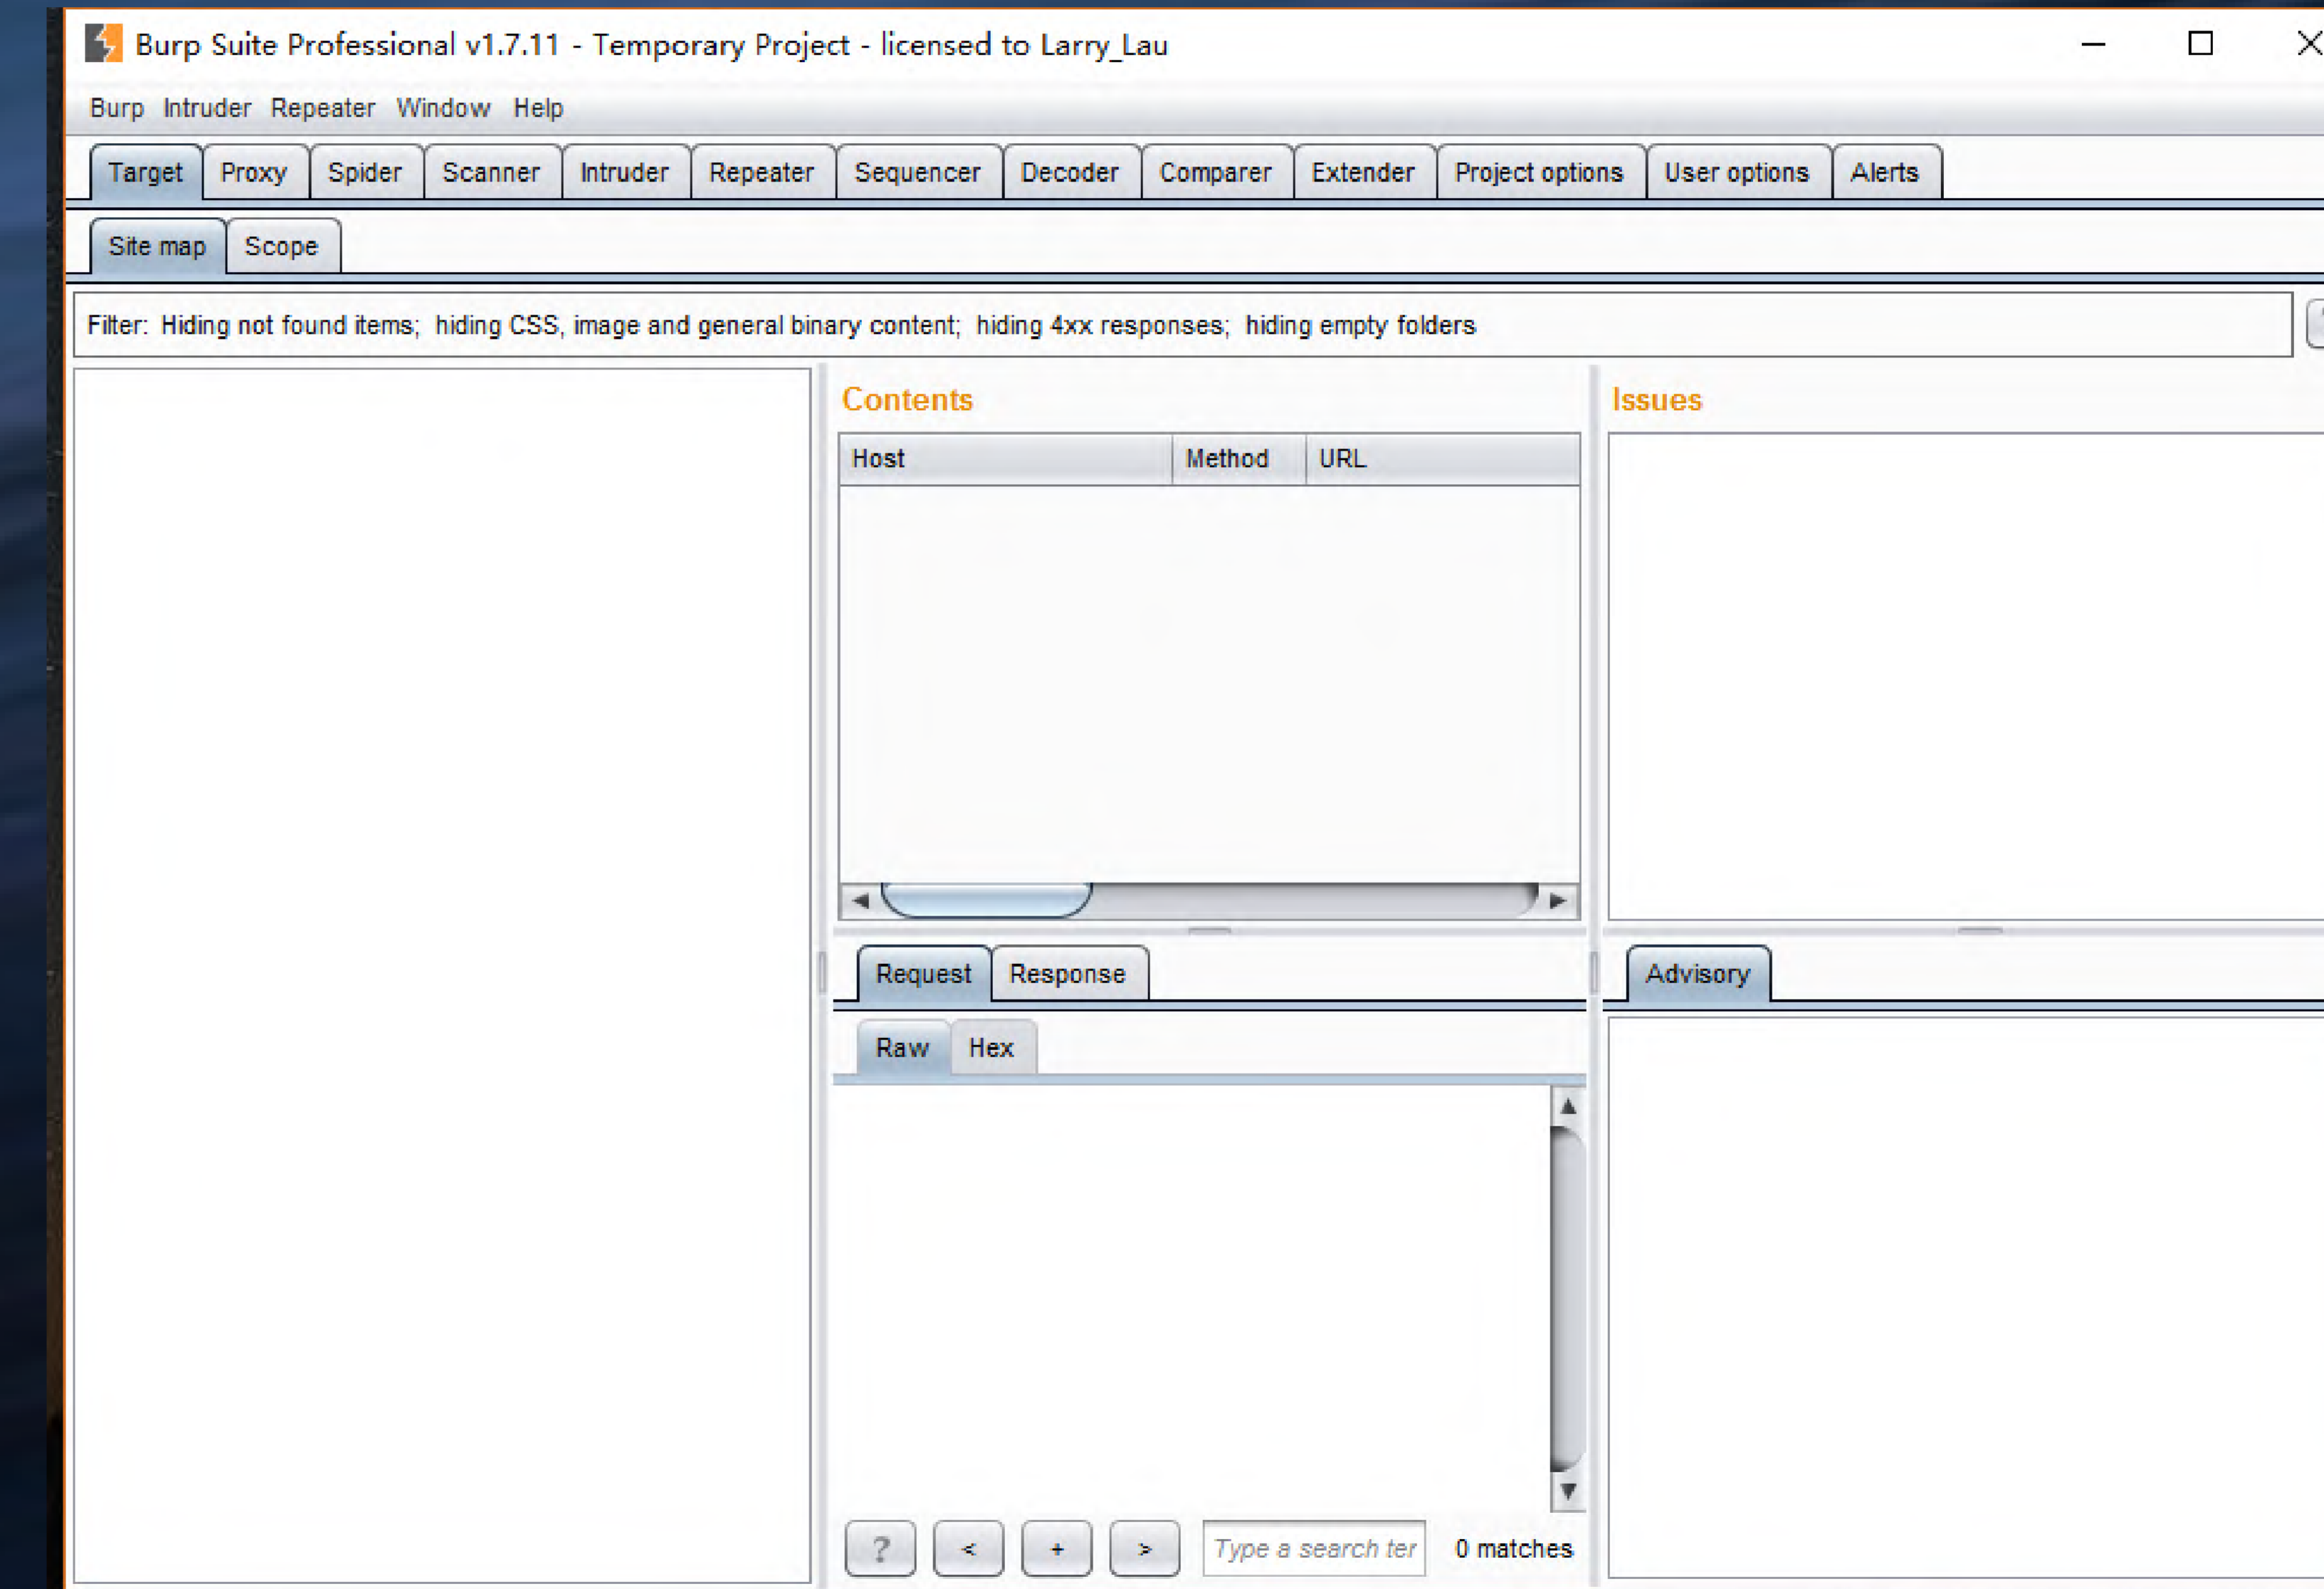 Burp Suite Professional v1.7.11 - Temporary Project - licensed to Larry_Lau
Burp Intruder Repeater Window Help
Target Proxy Spider Scanner Intruder Repeater Sequencer Decoder Comparer Extender Project options User options Alerts
Site map Scope
Filter: Hiding not found items; hiding CSS, image and general binary content; hiding 4xx responses; hiding empty folders
Contents
Host Method URL
Issues
Request Response
Raw Hex
Advisory
? < + > Type a search ter 0 matches